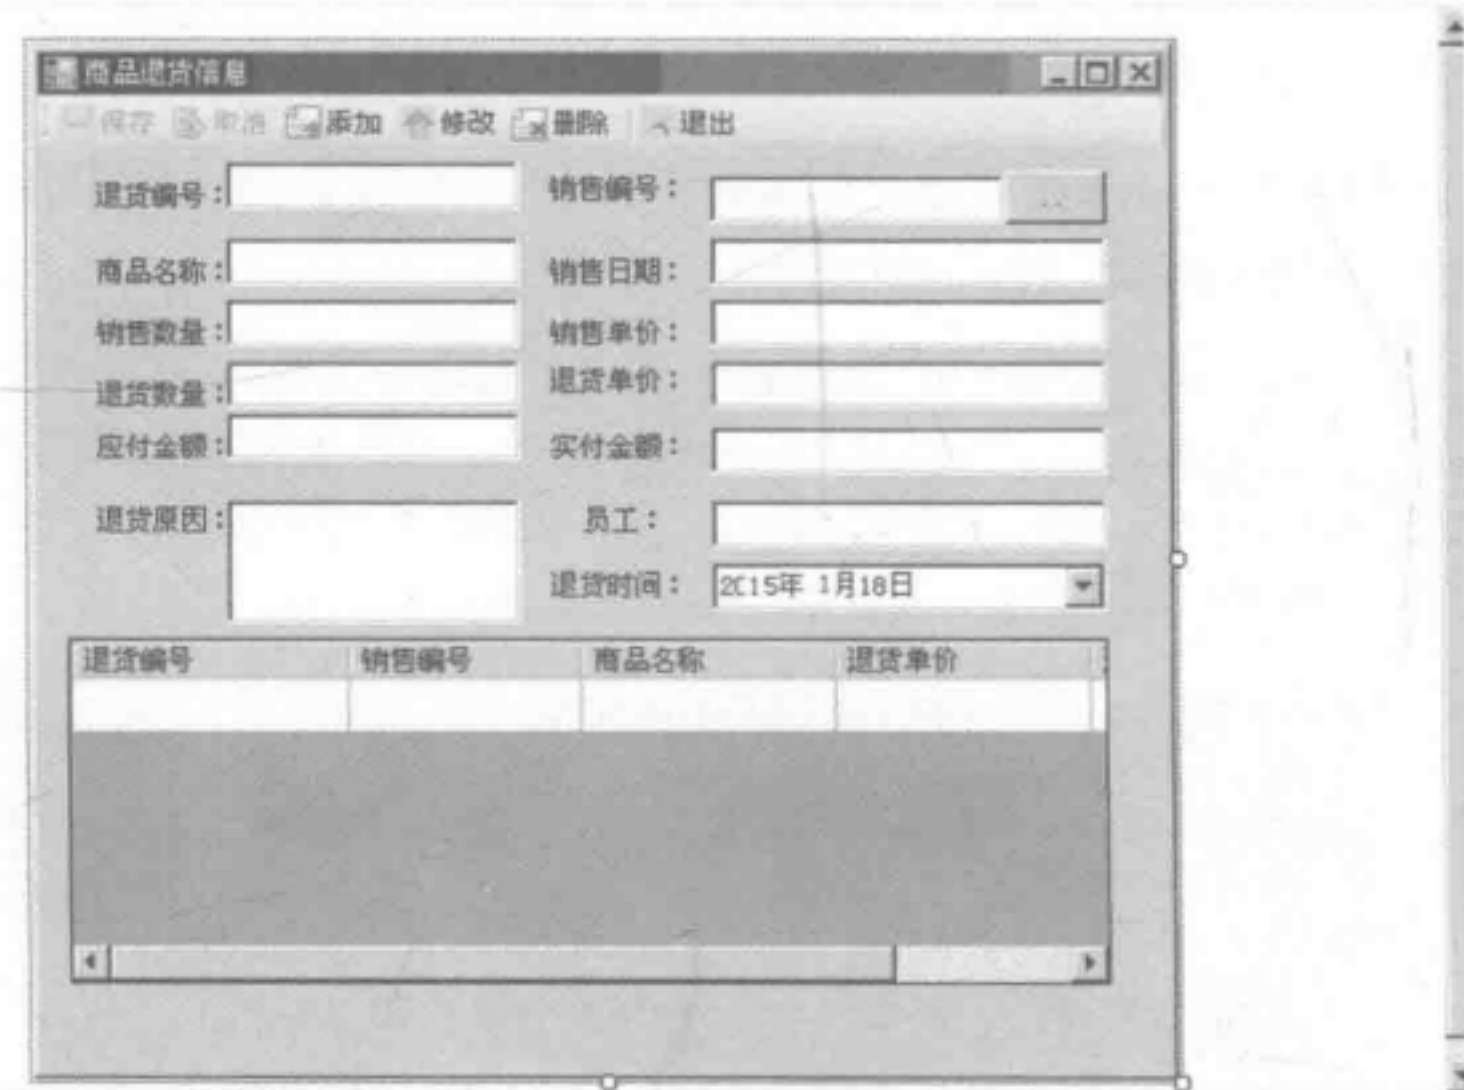 商品退货信息
保存 取消 添加 修改 删除 退出
退货编号： 销售编号： ..
商品名称： 销售日期：
销售数量： 销售单价：
退货数量： 退货单价：
应付金额： 实付金额：
退货原因： 员工：
退货时间： 2015年 1月18日
退货编号 销售编号 商品名称 退货单价